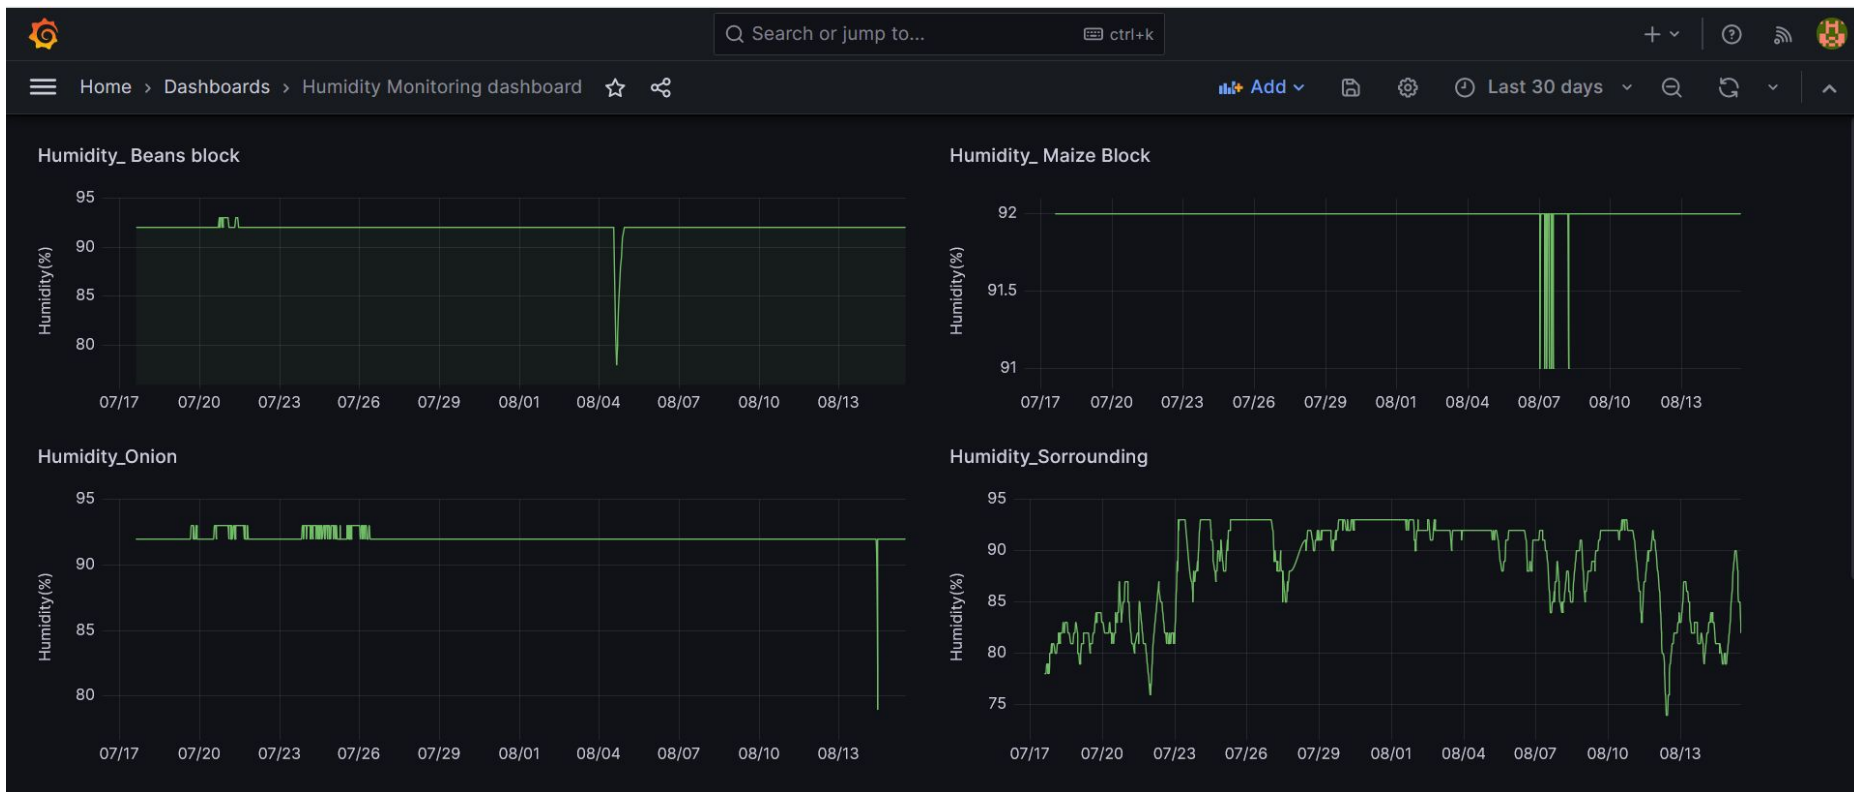 Search or jump to... ctrl+k
Home › Dashboards › Humidity Monitoring dashboard Add Last 30 days
Humidity_ Beans block
95
90
85
80
Humidity(%)
07/17 07/20 07/23 07/26 07/29 08/01 08/04 08/07 08/10 08/13
Humidity_ Maize Block
92
91.5
91
Humidity(%)
07/17 07/20 07/23 07/26 07/29 08/01 08/04 08/07 08/10 08/13
Humidity_Onion
95
90
85
80
Humidity(%)
07/17 07/20 07/23 07/26 07/29 08/01 08/04 08/07 08/10 08/13
Humidity_Sorrounding
95
90
85
80
75
Humidity(%)
07/17 07/20 07/23 07/26 07/29 08/01 08/04 08/07 08/10 08/13